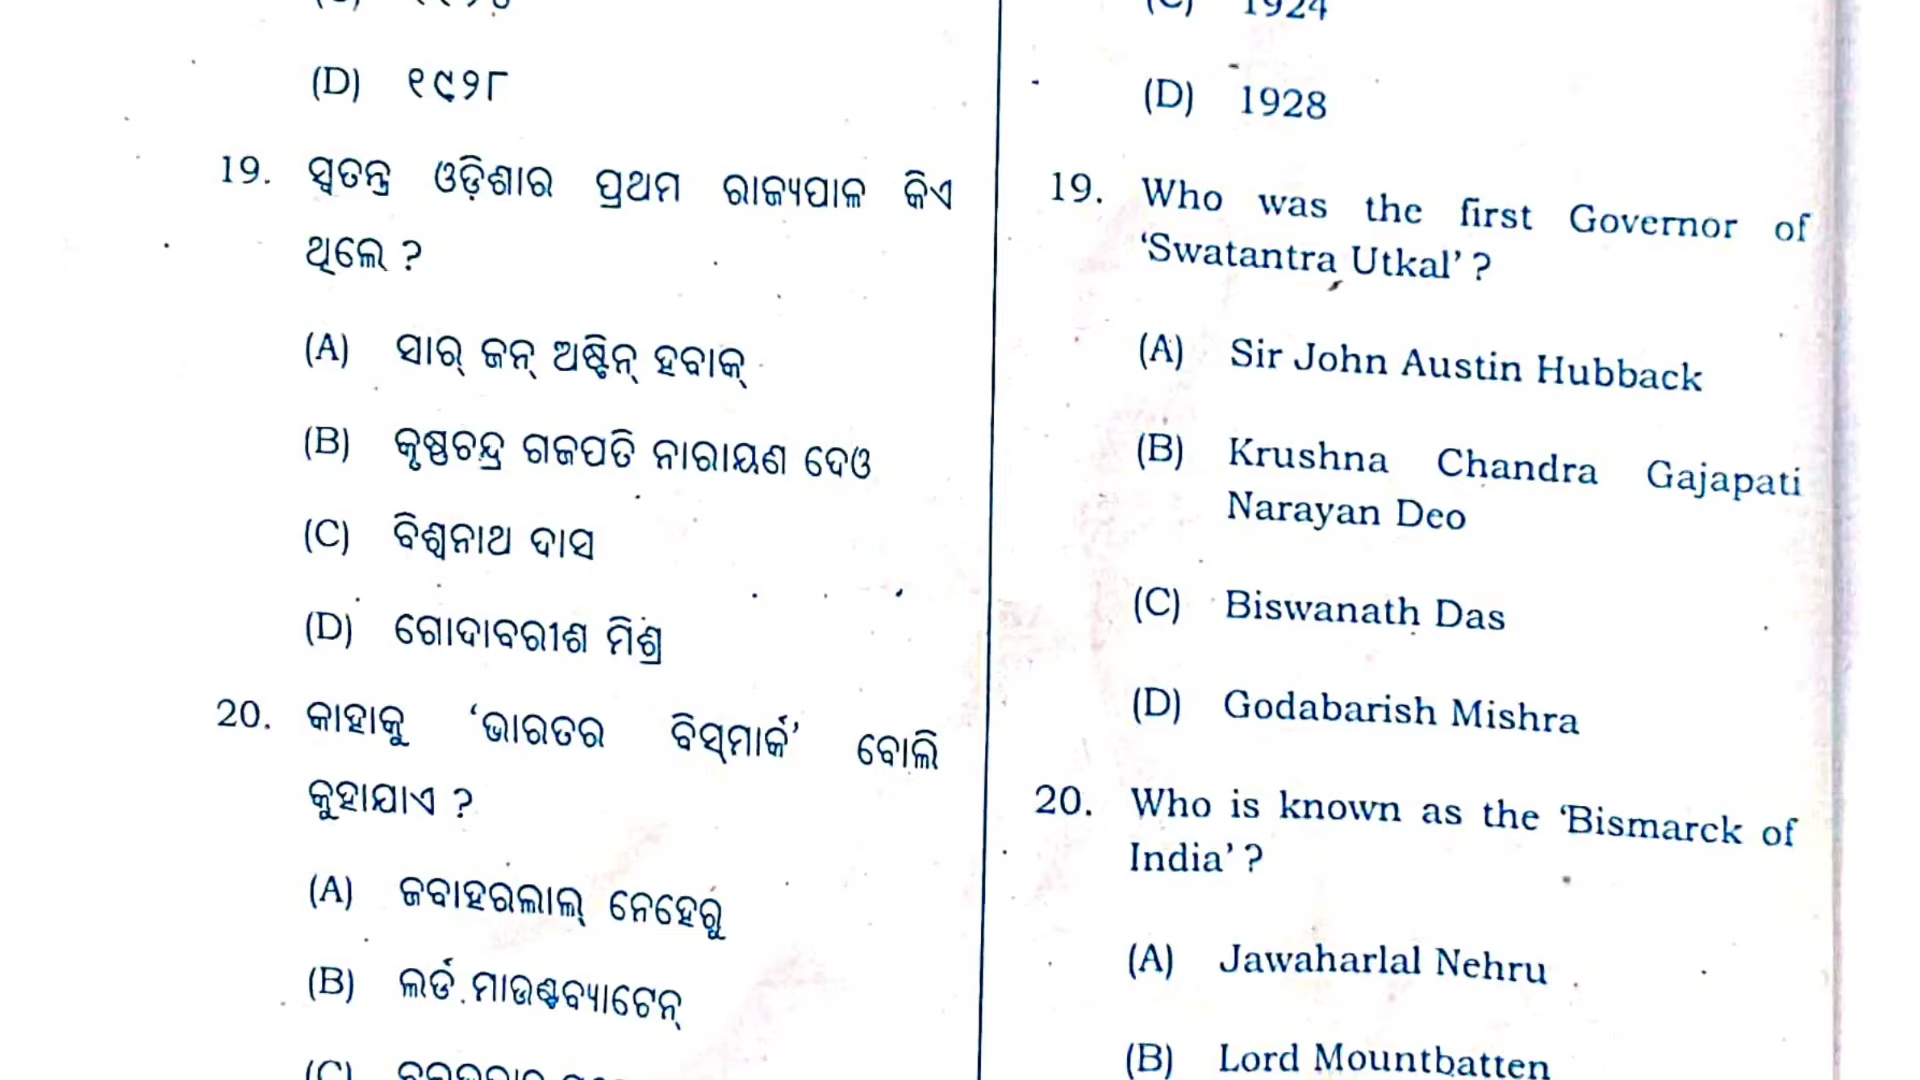 (D) ୧୯୨୮
19. ସ୍ୱତନ୍ତ୍ର ଓଡ଼ିଶାର ପ୍ରଥମ ରାଜ୍ୟପାଳ କିଏ
ଥିଲେ ?
(A) ସାର୍ ଜନ୍ ଅଷ୍ଟିନ୍ ହବାକ୍
(B) କୃଷ୍ଣଚନ୍ଦ୍ର ଗଜପତି ନାରାୟଣ ଦେଓ
(C) ବିଶ୍ୱନାଥ ଦାସ
(D) ଗୋଦାବରୀଶ ମିଶ୍ର
20. କାହାକୁ ‘ଭାରତର ବିସ୍ମାର୍କ’ ବୋଲି
କୁହାଯାଏ ?
(A) ଜବାହରଲାଲ୍ ନେହେରୁ
(B) ଲର୍ଡ ମାଉଣ୍ଟବ୍ୟାଟେନ୍
(C)
(C) 1924
(D) 1928
19. Who was the first Governor of
‘Swatantra Utkal’ ?
(A) Sir John Austin Hubback
(B) Krushna Chandra Gajapati
Narayan Deo
(C) Biswanath Das
(D) Godabarish Mishra
20. Who is known as the ‘Bismarck of
India’ ?
(A) Jawaharlal Nehru
(B) Lord Mountbatten